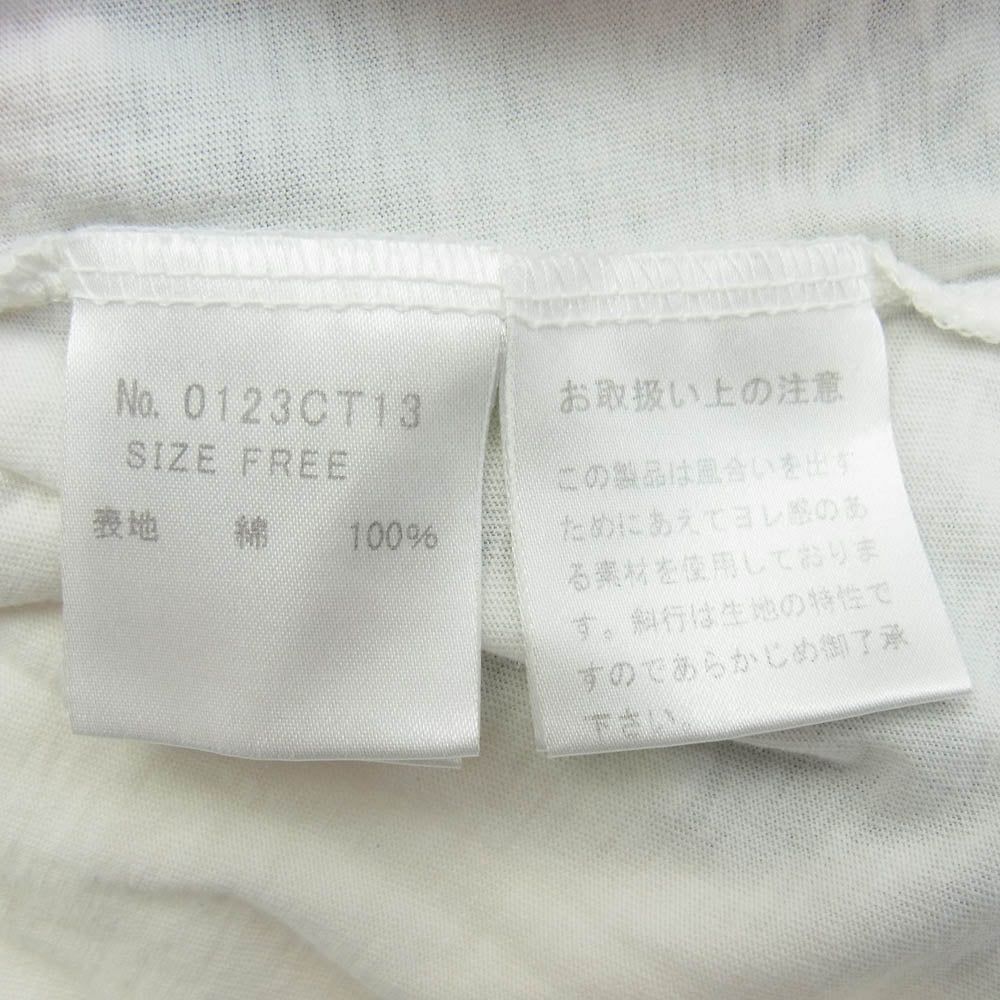 No. 0123CT13
SIZE FREE
表地 綿 100%
お取扱い上の注意
この製品は風合いを出す
ためにあえてヨレ感のあ
る素材を使用しておりま
す。斜行は生地の特性で
すのであらかじめ御了承
下さい。